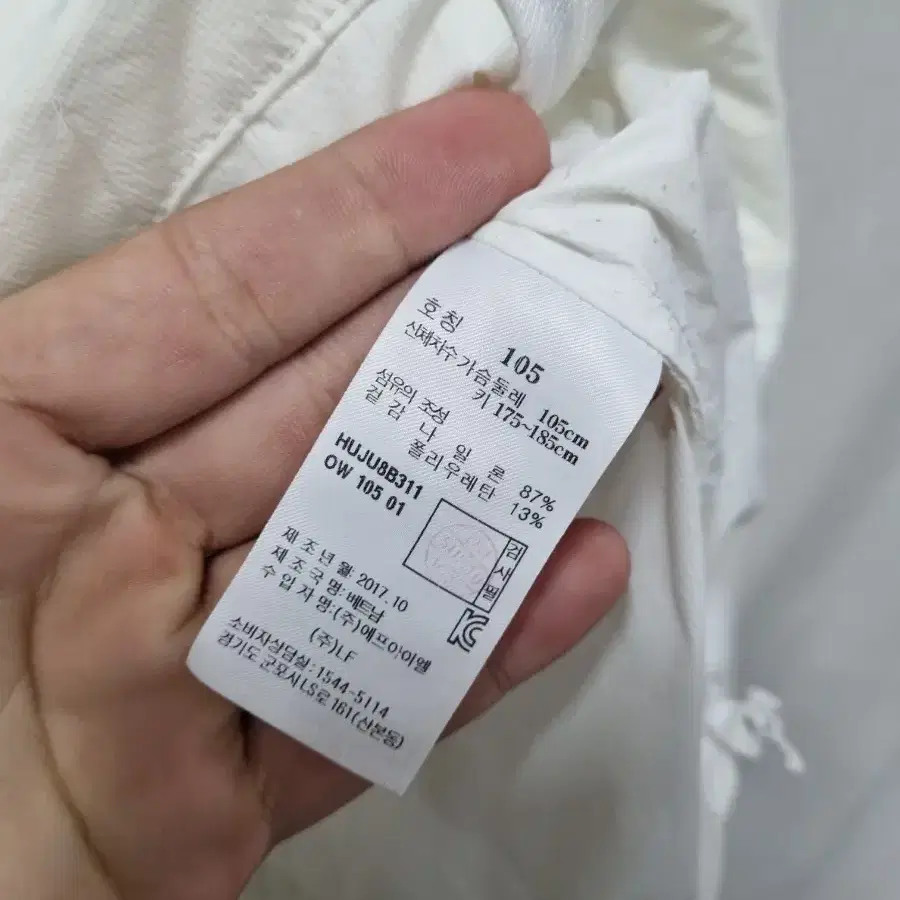 호칭 105
신체치수 가슴둘레 105cm
키 175~185cm
섬유의 조성
겉감 나일론 87%
폴리우레탄 13%
HUJU8B311
OW 105 01
검사필
제조년월: 2017.10
제조국명: 베트남
수입자명:(주)에프아이엘
(주)LF
소비자상담실:1544-5114
경기도 군포시 LS로 161(산본동)